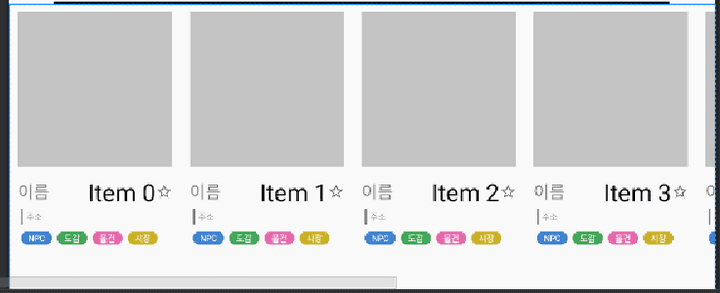 이름 Item 0☆ 이름 Item 1☆ 이름 Item 2☆ 이름 Item 3☆
주소 주소 주소 주소
NPC 도감 물건 시장 NPC 도감 물건 시장 NPC 도감 물건 시장 NPC 도감 물건 시장